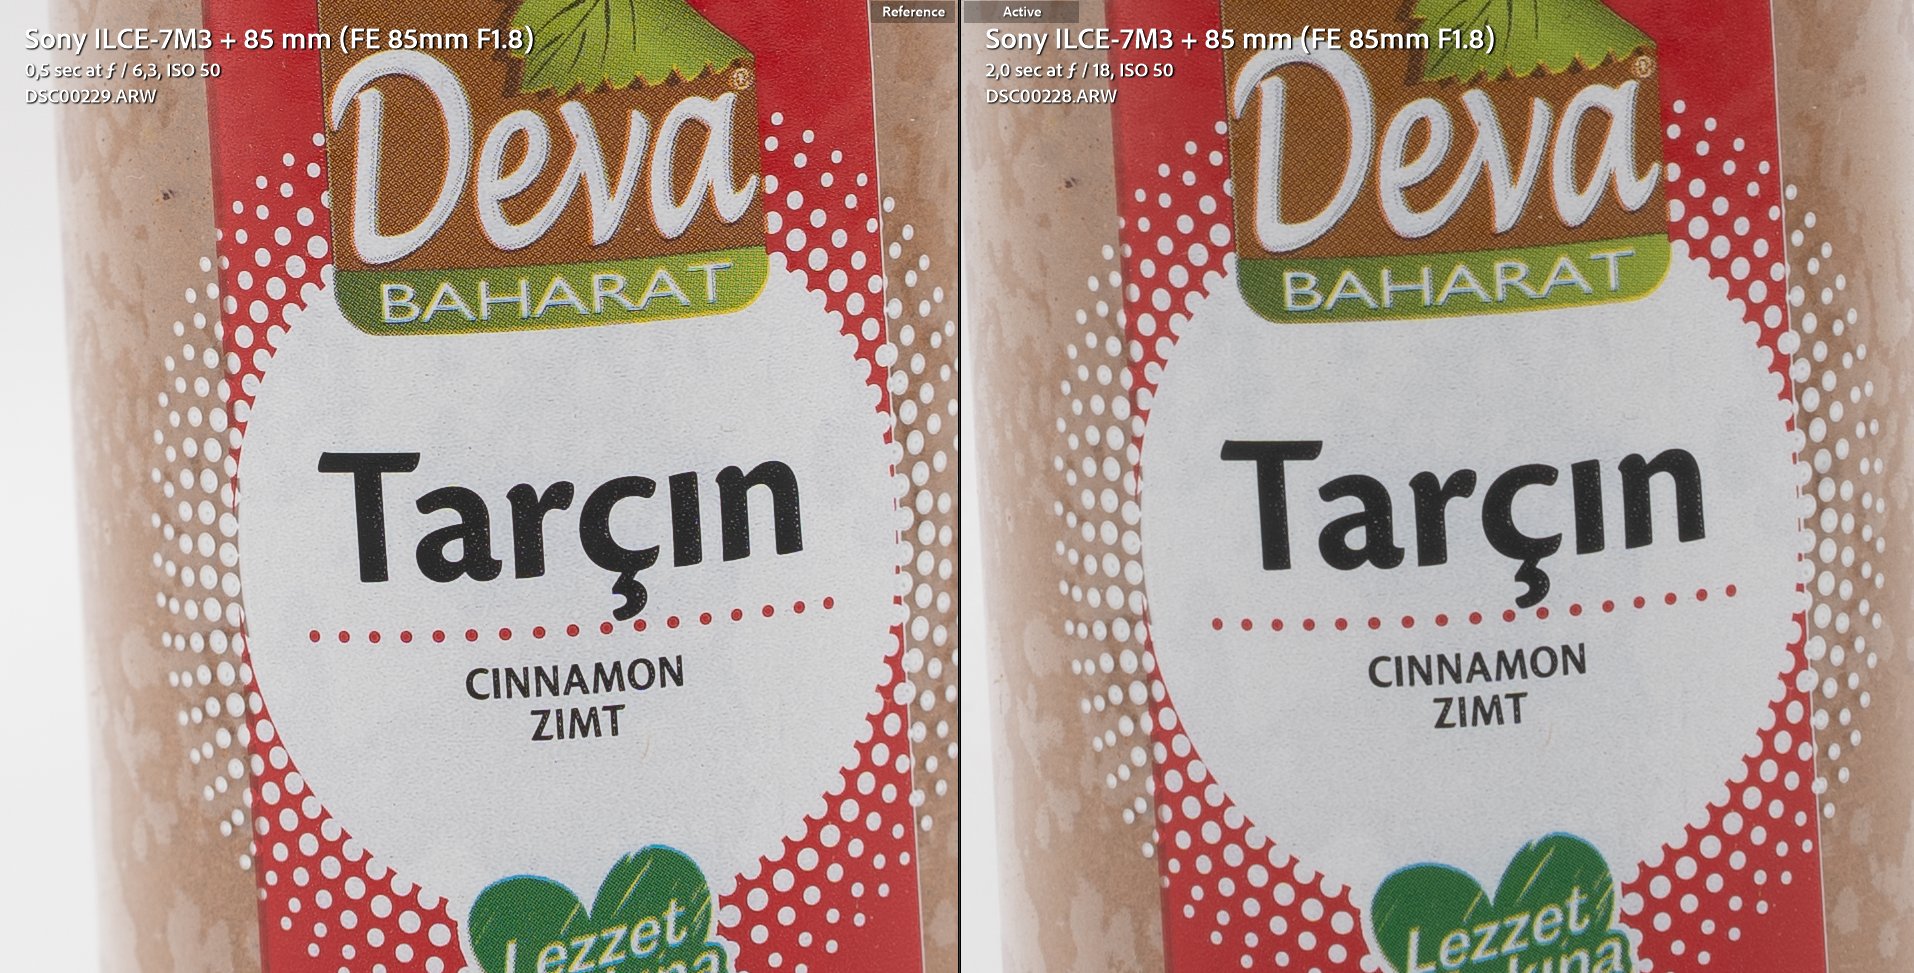 Reference
Sony ILCE-7M3 + 85 mm (FE 85mm F1.8)
0,5 sec at ƒ / 6,3, ISO 50
DSC00229.ARW
Deva®
BAHARAT
Tarçın
CINNAMON
ZIMT
Lezzet
Active
Sony ILCE-7M3 + 85 mm (FE 85mm F1.8)
2,0 sec at ƒ / 18, ISO 50
DSC00228.ARW
Deva®
BAHARAT
Tarçın
CINNAMON
ZIMT
Lezzet